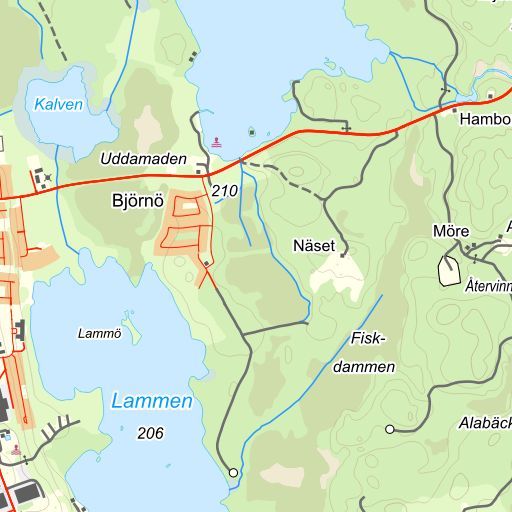 Kalven
Hambo
Uddamaden
210
Björnö
Möre
A
Näset
Återvinn
Lammö
Fisk-
dammen
Lammen
206
Alabäck